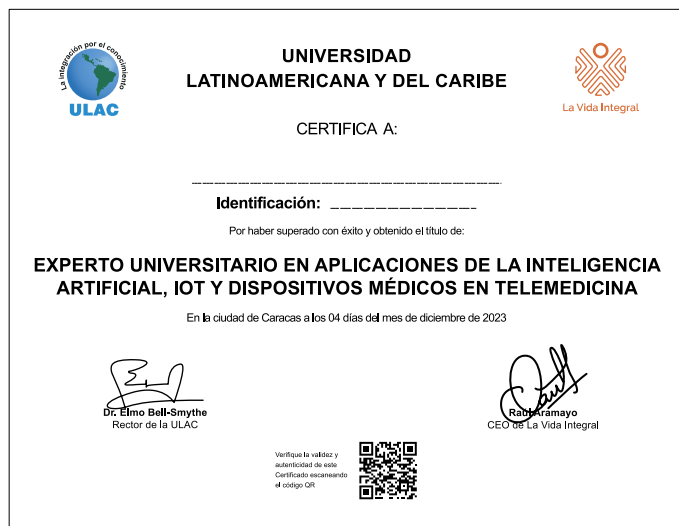 La integración por el conocimiento
ULAC
UNIVERSIDAD
LATINOAMERICANA Y DEL CARIBE
La Vida Integral
CERTIFICA A:
Identificación:
Por haber superado con éxito y obtenido el título de:
EXPERTO UNIVERSITARIO EN APLICACIONES DE LA INTELIGENCIA
ARTIFICIAL, IOT Y DISPOSITIVOS MÉDICOS EN TELEMEDICINA
En la ciudad de Caracas a los 04 días del mes de diciembre de 2023
Dr. Elmo Bell-Smythe
Rector de la ULAC
Raúl Aramayo
CEO de La Vida Integral
Verifique la validez y
autenticidad de este
Certificado escaneando
el código QR